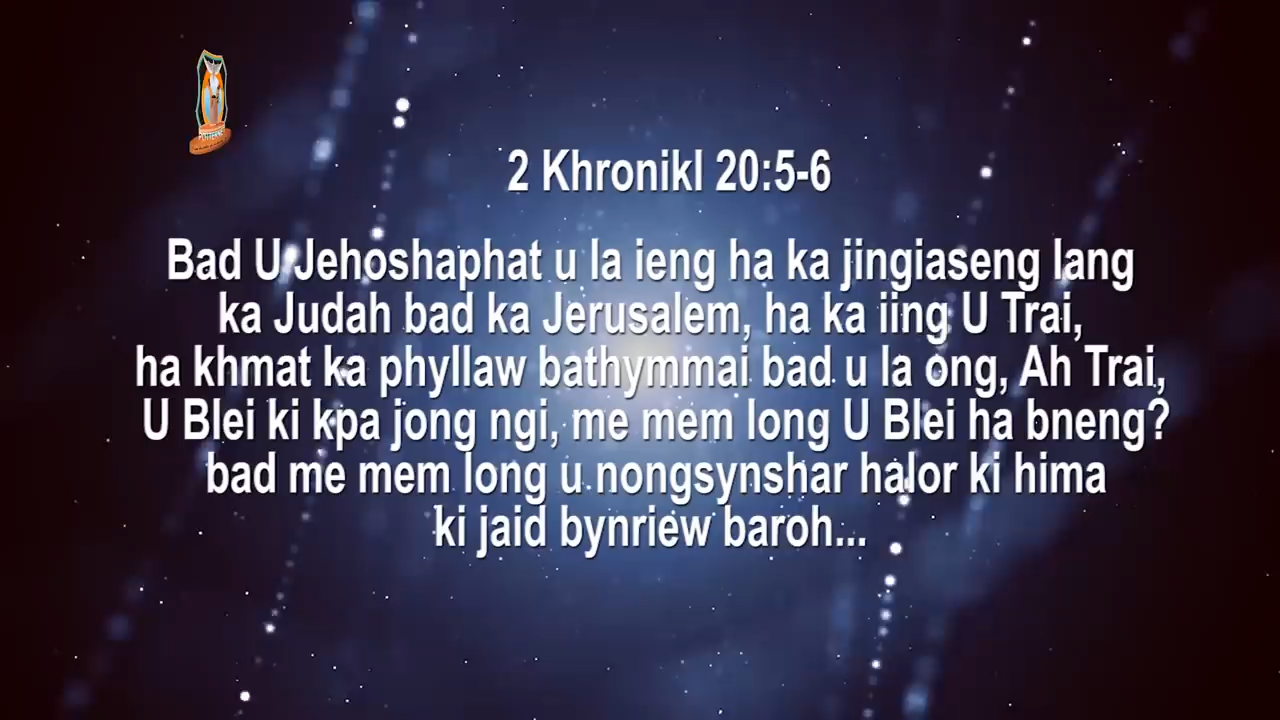 2 Khronikl 20:5-6
Bad U Jehoshaphat u la ieng ha ka jingiaseng lang
ka Judah bad ka Jerusalem, ha ka iing U Trai,
ha khmat ka phyllaw bathymmai bad u la ong, Ah Trai,
U Blei ki kpa jong ngi, me mem long U Blei ha bneng?
bad me mem long u nongsynshar halor ki hima
ki jaid bynriew baroh...